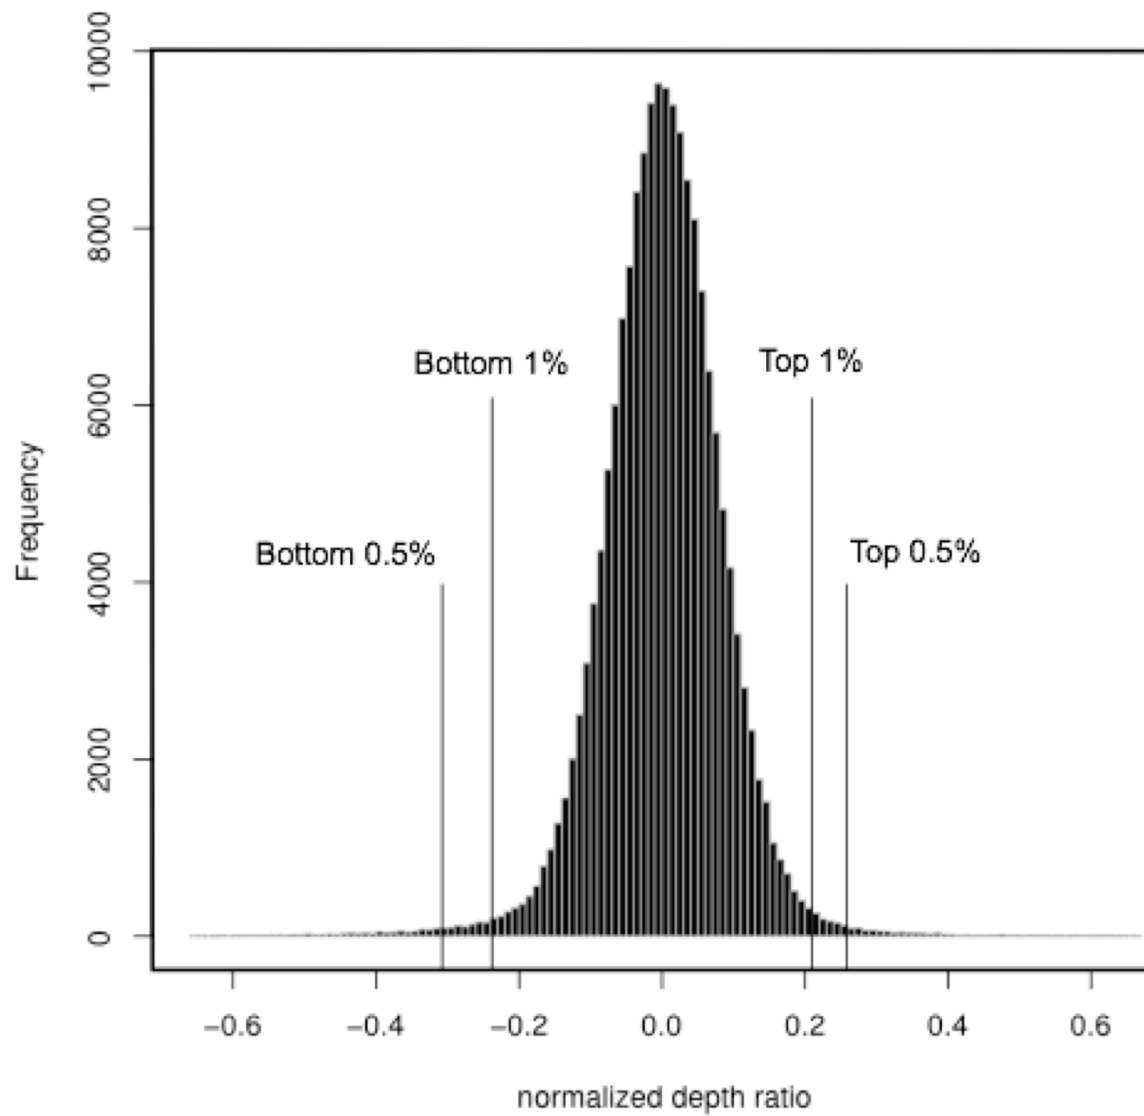 10000
8000
6000
4000
2000
0
Frequency
Bottom 1%
Top 1%
Bottom 0.5%
Top 0.5%
−0.6 −0.4 −0.2 0.0 0.2 0.4 0.6
normalized depth ratio